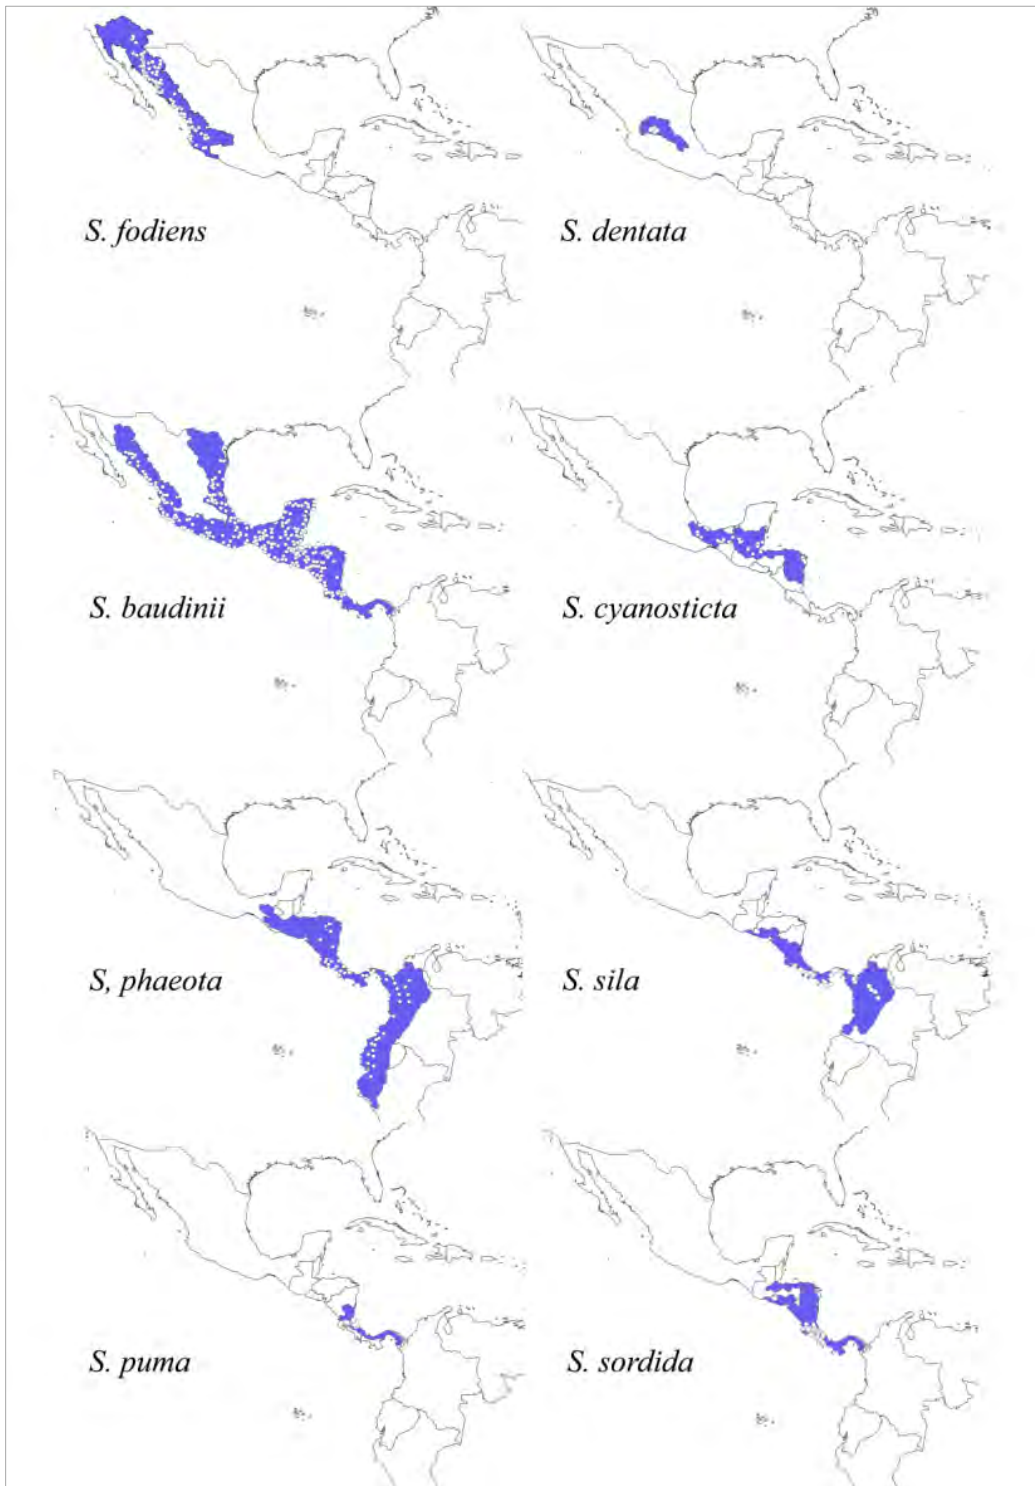 S. fodiens
S. dentata
S. baudinii
S. cyanosticta
S, phaeota
S. sila
S. puma
S. sordida